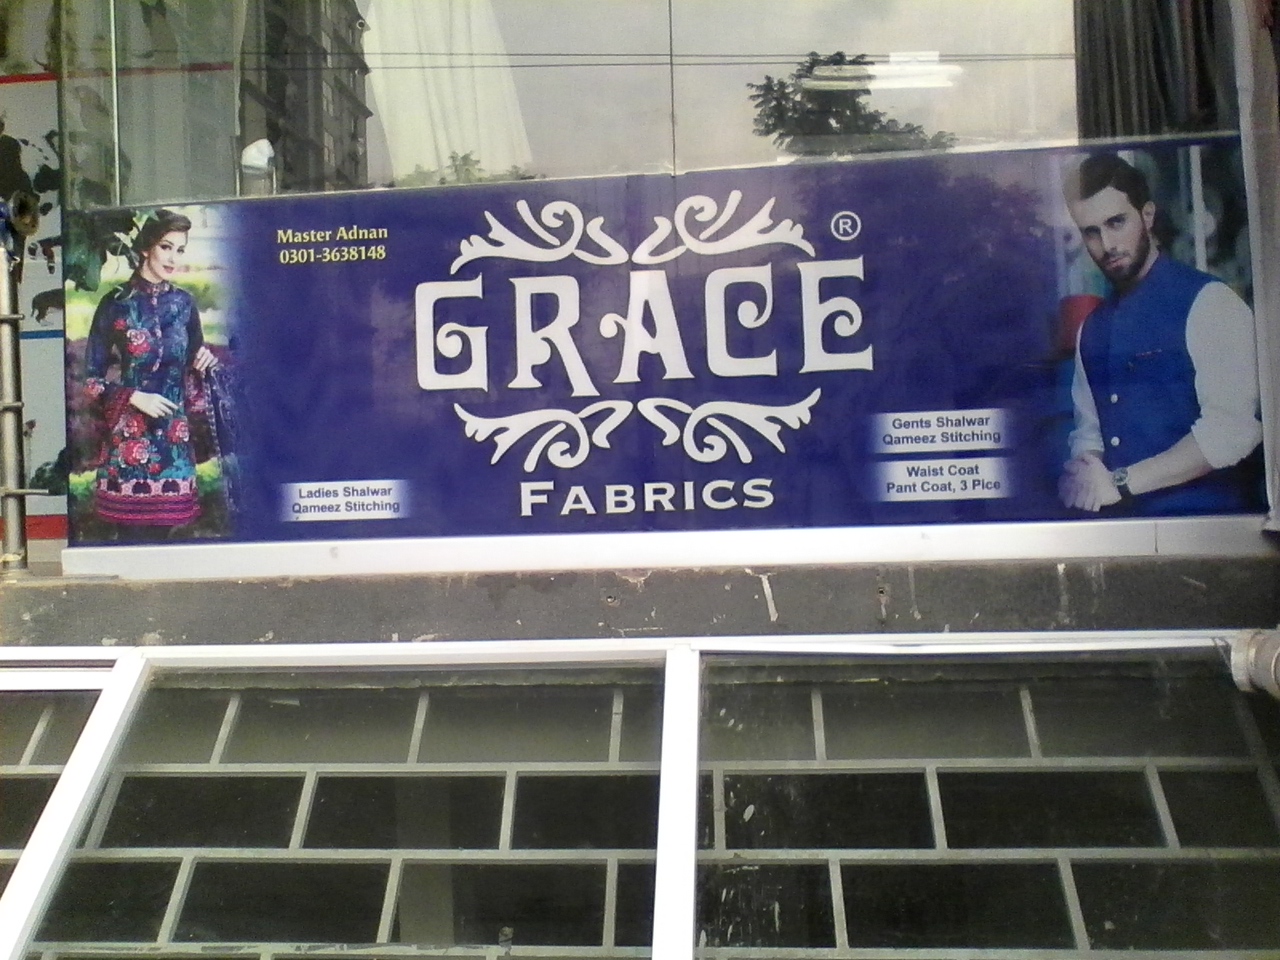 Master Adnan
0301-3638148
®
GRACE
FABRICS
Ladies Shalwar
Qameez Stitching
Gents Shalwar
Qameez Stitching
Waist Coat
Pant Coat, 3 Pice